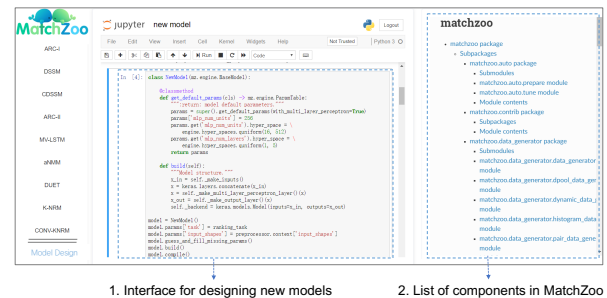 MatchZoo
ARC-I
DSSM
CDSSM
ARC-II
MV-LSTM
aNMM
DUET
K-NRM
CONV-KNRM
Model Design
jupyter new model
Logout
File Edit View Insert Cell Kernel Widgets Help
Not Trusted Python 3
Run Code
In [4]: class NewModel(mz.engine.BaseModel):
@classmethod
def get_default_params(cls) -> mz.engine.ParamTable:
""":return: model default parameters."""
params = super().get_default_params(with_multi_layer_perceptron=True)
params['mlp_num_units'] = 256
params.get('mlp_num_units').hyper_space = \
engine.hyper_spaces.quniform(16, 512)
params.get('mlp_num_layers').hyper_space = \
engine.hyper_spaces.quniform(1, 5)
return params
def build(self):
"""Model structure."""
x_in = self._make_inputs()
x = keras.layers.concatenate(x_in)
x = self._make_multi_layer_perceptron_layer()(x)
x_out = self._make_output_layer()(x)
self._backend = keras.models.Model(inputs=x_in, outputs=x_out)
model = NewModel()
model.params['task'] = ranking_task
model.params['input_shapes'] = preprocessor.context['input_shapes']
model.guess_and_fill_missing_params()
model.build()
model.compile()
matchzoo
• matchzoo package
• Subpackages
• matchzoo.auto package
• Submodules
• matchzoo.auto.prepare module
• matchzoo.auto.tune module
• Module contents
• matchzoo.contrib package
• Subpackages
• Module contents
• matchzoo.data_generator package
• Submodules
• matchzoo.data_generator.data_generator
module
• matchzoo.data_generator.dpool_data_gen
module
• matchzoo.data_generator.dynamic_data_
module
• matchzoo.data_generator.histogram_data
module
• matchzoo.data_generator.pair_data_gene
module
1. Interface for designing new models
2. List of components in MatchZoo